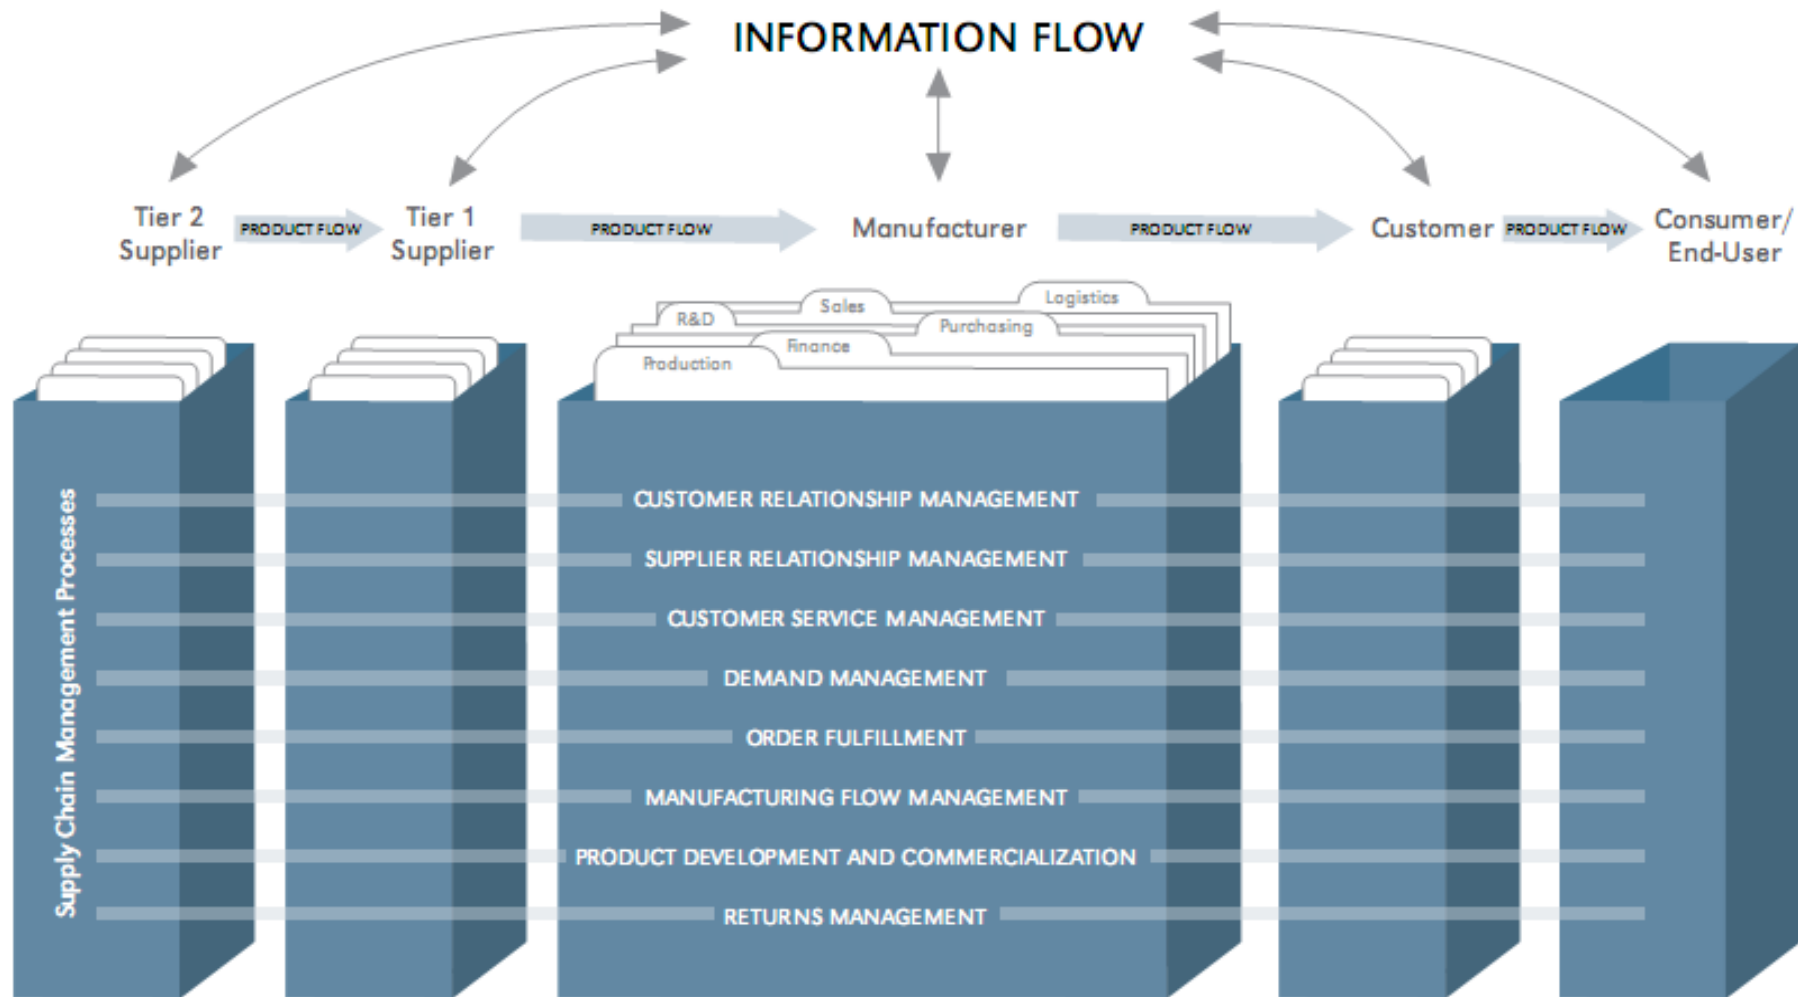 INFORMATION FLOW
Tier 2
Supplier
PRODUCT FLOW
Tier 1
Supplier
PRODUCT FLOW
Manufacturer
PRODUCT FLOW
Customer
PRODUCT FLOW
Consumer/
End-User
Logistics
Sales
R&D
Purchasing
Finance
Production
Supply Chain Management Processes
CUSTOMER RELATIONSHIP MANAGEMENT
SUPPLIER RELATIONSHIP MANAGEMENT
CUSTOMER SERVICE MANAGEMENT
DEMAND MANAGEMENT
ORDER FULFILLMENT
MANUFACTURING FLOW MANAGEMENT
PRODUCT DEVELOPMENT AND COMMERCIALIZATION
RETURNS MANAGEMENT